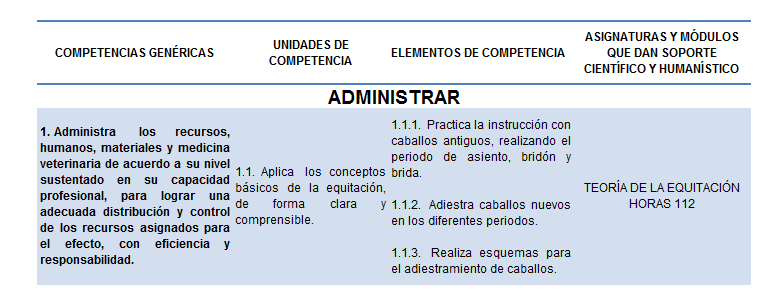 COMPETENCIAS GENÉRICAS
UNIDADES DE
COMPETENCIA
ELEMENTOS DE COMPETENCIA
ASIGNATURAS Y MÓDULOS
QUE DAN SOPORTE
CIENTÍFICO Y HUMANÍSTICO
ADMINISTRAR
1. Administra los recursos,
humanos, materiales y medicina
veterinaria de acuerdo a su nivel
sustentado en su capacidad
profesional, para lograr una
adecuada distribución y control
de los recursos asignados para
el efecto, con eficiencia y
responsabilidad.
1.1. Aplica los conceptos
básicos de la equitación,
de forma clara y
comprensible.
1.1.1. Practica la instrucción con
caballos antiguos, realizando el
periodo de asiento, bridón y
brida.
1.1.2. Adiestra caballos nuevos
en los diferentes periodos.
1.1.3. Realiza esquemas para
el adiestramiento de caballos.
TEORÍA DE LA EQUITACIÓN
HORAS 112